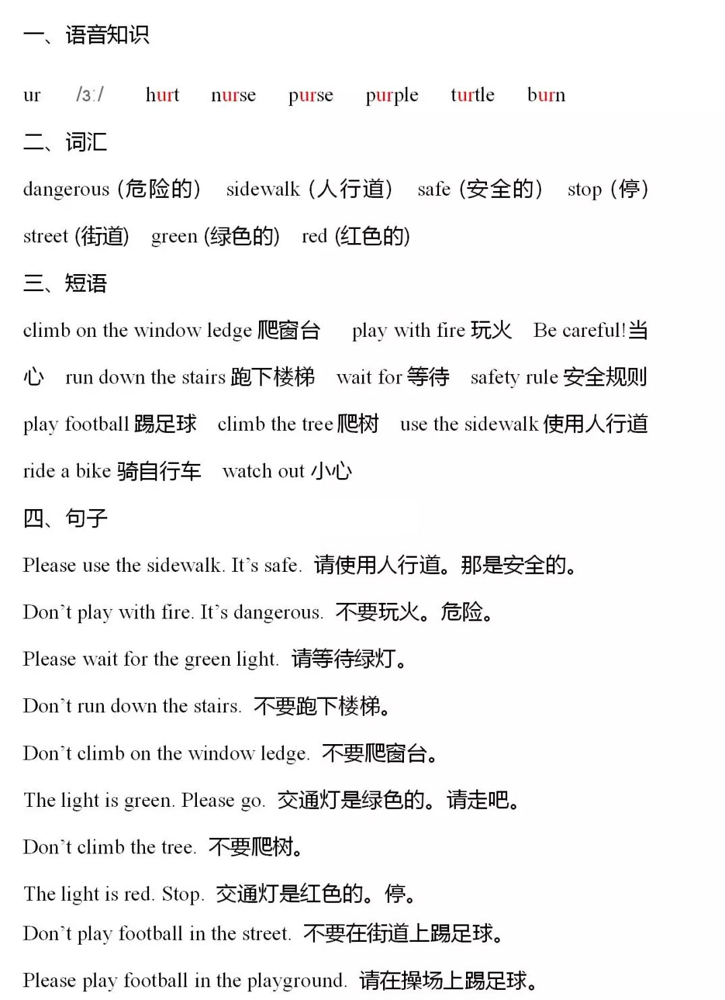 一、语音知识
ur /ɜː/ hurt nurse purse purple turtle burn
二、词汇
dangerous (危险的) sidewalk (人行道) safe (安全的) stop (停)
street (街道) green (绿色的) red (红色的)
三、短语
climb on the window ledge 爬窗台 play with fire 玩火 Be careful!当
心 run down the stairs 跑下楼梯 wait for 等待 safety rule 安全规则
play football 踢足球 climb the tree 爬树 use the sidewalk 使用人行道
ride a bike 骑自行车 watch out 小心
四、句子
Please use the sidewalk. It’s safe. 请使用人行道。那是安全的。
Don’t play with fire. It’s dangerous. 不要玩火。危险。
Please wait for the green light. 请等待绿灯。
Don’t run down the stairs. 不要跑下楼梯。
Don’t climb on the window ledge. 不要爬窗台。
The light is green. Please go. 交通灯是绿色的。请走吧。
Don’t climb the tree. 不要爬树。
The light is red. Stop. 交通灯是红色的。停。
Don’t play football in the street. 不要在街道上踢足球。
Please play football in the playground. 请在操场上踢足球。